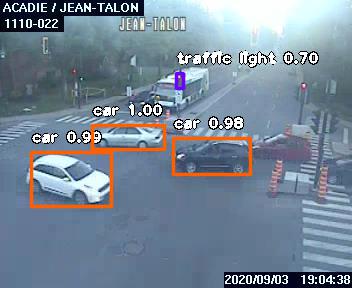 ACADIE / JEAN-TALON
1110-022
JEAN-TALON
traffic light 0.70
car 1.00
car 0.99
car 0.98
2020/09/03 19:04:38